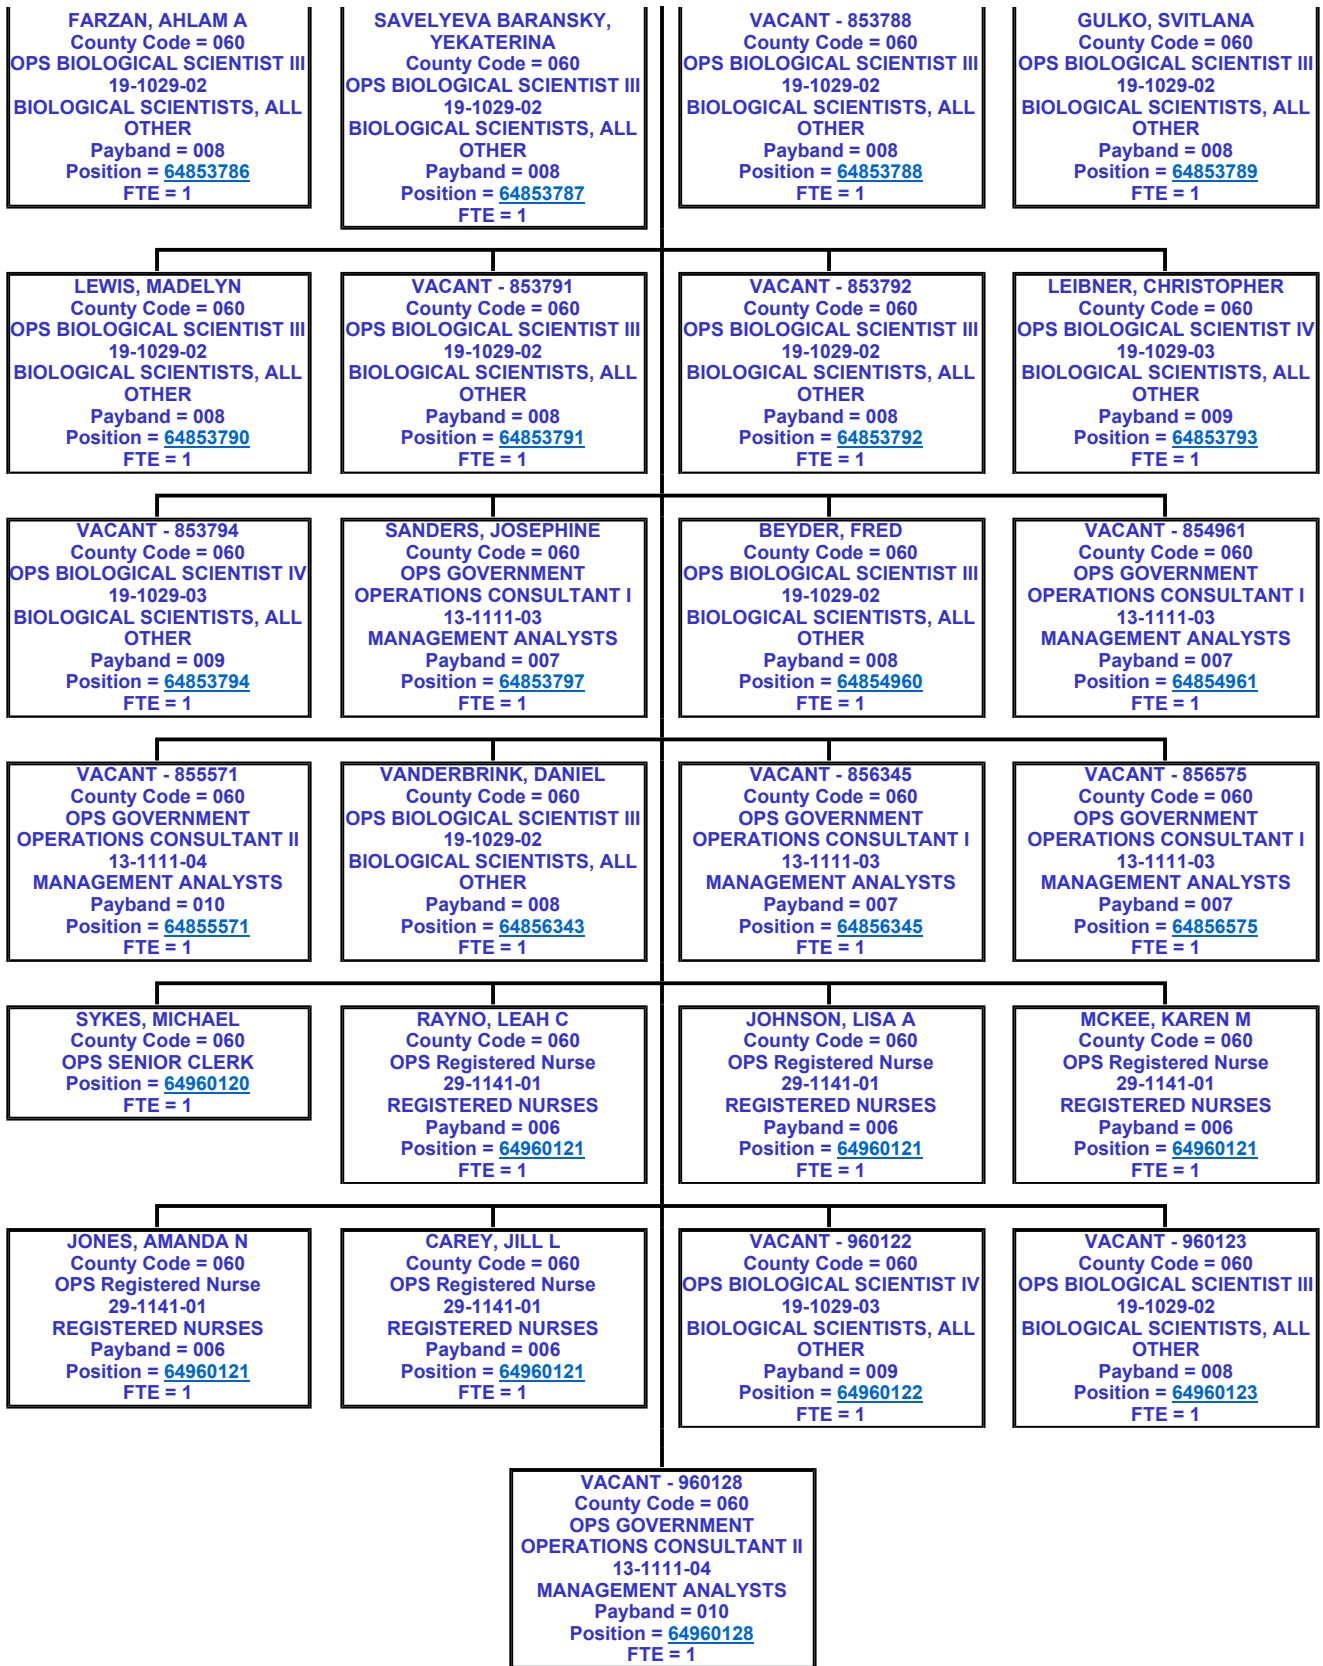 FARZAN, AHLAM A
County Code = 060
OPS BIOLOGICAL SCIENTIST III
19-1029-02
BIOLOGICAL SCIENTISTS, ALL
OTHER
Payband = 008
Position = 64853786
FTE = 1
SAVELYEVA BARANSKY,
YEKATERINA
County Code = 060
OPS BIOLOGICAL SCIENTIST III
19-1029-02
BIOLOGICAL SCIENTISTS, ALL
OTHER
Payband = 008
Position = 64853787
FTE = 1
VACANT - 853788
County Code = 060
OPS BIOLOGICAL SCIENTIST III
19-1029-02
BIOLOGICAL SCIENTISTS, ALL
OTHER
Payband = 008
Position = 64853788
FTE = 1
GULKO, SVITLANA
County Code = 060
OPS BIOLOGICAL SCIENTIST III
19-1029-02
BIOLOGICAL SCIENTISTS, ALL
OTHER
Payband = 008
Position = 64853789
FTE = 1
LEWIS, MADELYN
County Code = 060
OPS BIOLOGICAL SCIENTIST III
19-1029-02
BIOLOGICAL SCIENTISTS, ALL
OTHER
Payband = 008
Position = 64853790
FTE = 1
VACANT - 853791
County Code = 060
OPS BIOLOGICAL SCIENTIST III
19-1029-02
BIOLOGICAL SCIENTISTS, ALL
OTHER
Payband = 008
Position = 64853791
FTE = 1
VACANT - 853792
County Code = 060
OPS BIOLOGICAL SCIENTIST III
19-1029-02
BIOLOGICAL SCIENTISTS, ALL
OTHER
Payband = 008
Position = 64853792
FTE = 1
LEIBNER, CHRISTOPHER
County Code = 060
OPS BIOLOGICAL SCIENTIST IV
19-1029-03
BIOLOGICAL SCIENTISTS, ALL
OTHER
Payband = 009
Position = 64853793
FTE = 1
VACANT - 853794
County Code = 060
OPS BIOLOGICAL SCIENTIST IV
19-1029-03
BIOLOGICAL SCIENTISTS, ALL
OTHER
Payband = 009
Position = 64853794
FTE = 1
SANDERS, JOSEPHINE
County Code = 060
OPS GOVERNMENT
OPERATIONS CONSULTANT I
13-1111-03
MANAGEMENT ANALYSTS
Payband = 007
Position = 64853797
FTE = 1
BEYDER, FRED
County Code = 060
OPS BIOLOGICAL SCIENTIST III
19-1029-02
BIOLOGICAL SCIENTISTS, ALL
OTHER
Payband = 008
Position = 64854960
FTE = 1
VACANT - 854961
County Code = 060
OPS GOVERNMENT
OPERATIONS CONSULTANT I
13-1111-03
MANAGEMENT ANALYSTS
Payband = 007
Position = 64854961
FTE = 1
VACANT - 855571
County Code = 060
OPS GOVERNMENT
OPERATIONS CONSULTANT II
13-1111-04
MANAGEMENT ANALYSTS
Payband = 010
Position = 64855571
FTE = 1
VANDERBRINK, DANIEL
County Code = 060
OPS BIOLOGICAL SCIENTIST III
19-1029-02
BIOLOGICAL SCIENTISTS, ALL
OTHER
Payband = 008
Position = 64856343
FTE = 1
VACANT - 856345
County Code = 060
OPS GOVERNMENT
OPERATIONS CONSULTANT I
13-1111-03
MANAGEMENT ANALYSTS
Payband = 007
Position = 64856345
FTE = 1
VACANT - 856575
County Code = 060
OPS GOVERNMENT
OPERATIONS CONSULTANT I
13-1111-03
MANAGEMENT ANALYSTS
Payband = 007
Position = 64856575
FTE = 1
SYKES, MICHAEL
County Code = 060
OPS SENIOR CLERK
Position = 64960120
FTE = 1
RAYNO, LEAH C
County Code = 060
OPS Registered Nurse
29-1141-01
REGISTERED NURSES
Payband = 006
Position = 64960121
FTE = 1
JOHNSON, LISA A
County Code = 060
OPS Registered Nurse
29-1141-01
REGISTERED NURSES
Payband = 006
Position = 64960121
FTE = 1
MCKEE, KAREN M
County Code = 060
OPS Registered Nurse
29-1141-01
REGISTERED NURSES
Payband = 006
Position = 64960121
FTE = 1
JONES, AMANDA N
County Code = 060
OPS Registered Nurse
29-1141-01
REGISTERED NURSES
Payband = 006
Position = 64960121
FTE = 1
CAREY, JILL L
County Code = 060
OPS Registered Nurse
29-1141-01
REGISTERED NURSES
Payband = 006
Position = 64960121
FTE = 1
VACANT - 960122
County Code = 060
OPS BIOLOGICAL SCIENTIST IV
19-1029-03
BIOLOGICAL SCIENTISTS, ALL
OTHER
Payband = 009
Position = 64960122
FTE = 1
VACANT - 960123
County Code = 060
OPS BIOLOGICAL SCIENTIST III
19-1029-02
BIOLOGICAL SCIENTISTS, ALL
OTHER
Payband = 008
Position = 64960123
FTE = 1
VACANT - 960128
County Code = 060
OPS GOVERNMENT
OPERATIONS CONSULTANT II
13-1111-04
MANAGEMENT ANALYSTS
Payband = 010
Position = 64960128
FTE = 1